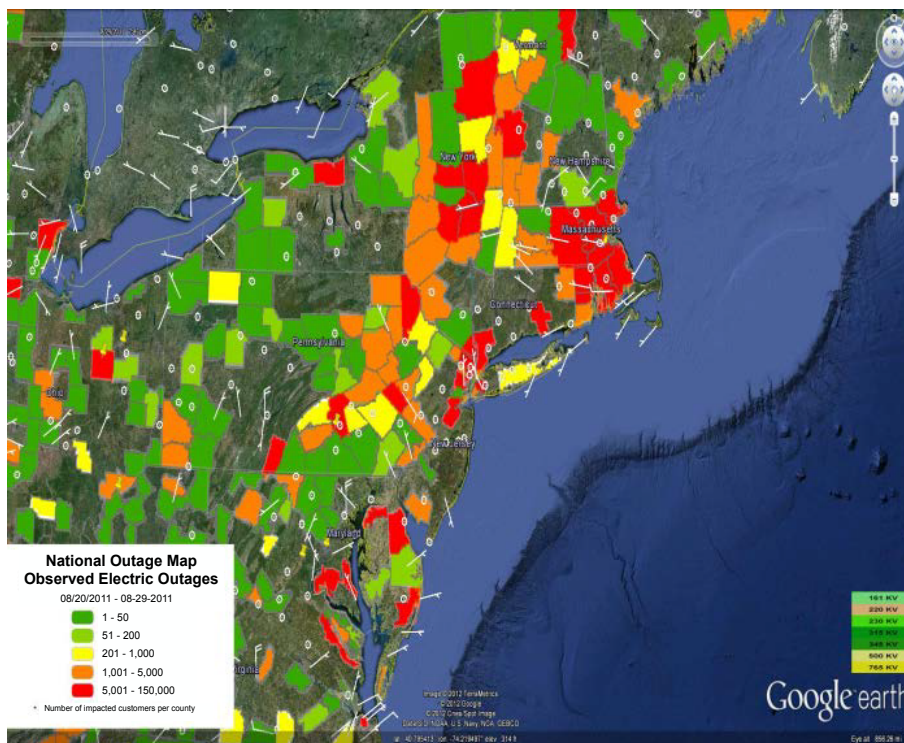 Vermont
New York
New Hampshire
Massachusetts
Connecticut
Pennsylvania
Ohio
New Jersey
Maryland
National Outage Map
Observed Electric Outages
08/20/2011 - 08-29-2011
1 - 50
51 - 200
201 - 1,000
1,001 - 5,000
5,001 - 150,000
+ Number of impacted customers per county
161 KV
220 KV
230 KV
345 KV
500 KV
765 KV
Image © 2012 TerraMetrics
© 2012 Google
© 2012 Cnes/Spot Image
Data SIO, NOAA, U.S. Navy, NGA, GEBCO
Google earth